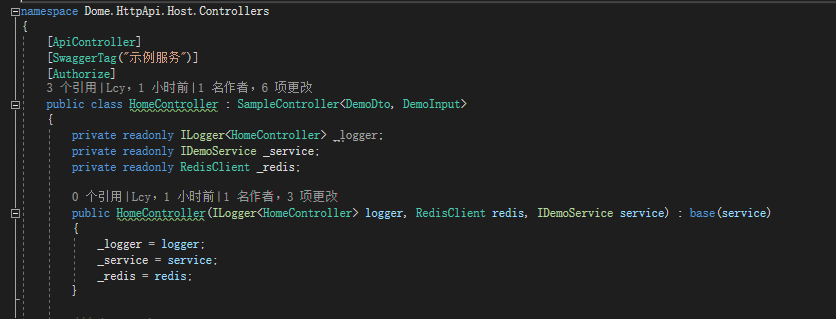 namespace Dome.HttpApi.Host.Controllers
{
[ApiController]
[SwaggerTag("示例服务")]
[Authorize]
3 个引用|Lcy，1 小时前|1 名作者，6 项更改
public class HomeController : SampleController<DemoDto, DemoInput>
{
private readonly ILogger<HomeController> _logger;
private readonly IDemoService _service;
private readonly RedisClient _redis;
0 个引用|Lcy，1 小时前|1 名作者，3 项更改
public HomeController(ILogger<HomeController> logger, RedisClient redis, IDemoService service) : base(service)
{
_logger = logger;
_service = service;
_redis = redis;
}